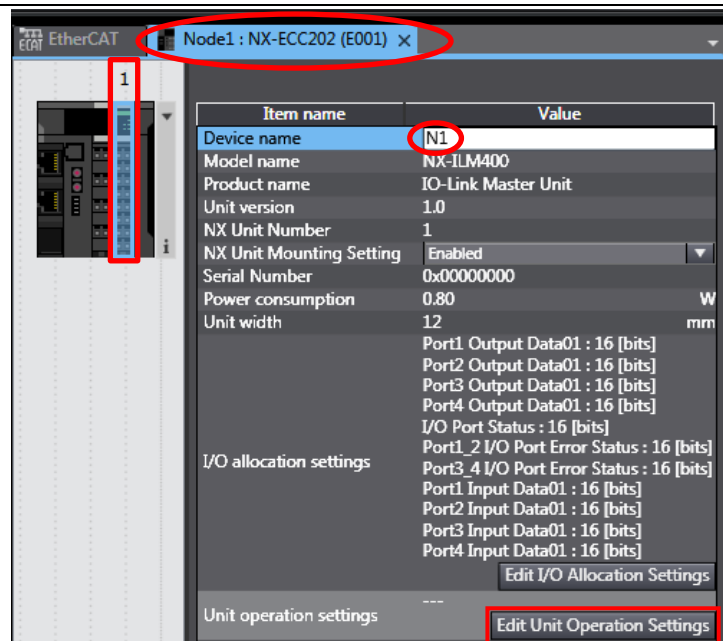 ECAT EtherCAT Node1 : NX-ECC202 (E001) ×
1
Item name Value
Device name N1
Model name NX-ILM400
Product name IO-Link Master Unit
Unit version 1.0
NX Unit Number 1
NX Unit Mounting Setting Enabled
Serial Number 0x00000000
Power consumption 0.80 W
Unit width 12 mm
I/O allocation settings
Port1 Output Data01 : 16 [bits]
Port2 Output Data01 : 16 [bits]
Port3 Output Data01 : 16 [bits]
Port4 Output Data01 : 16 [bits]
I/O Port Status : 16 [bits]
Port1_2 I/O Port Error Status : 16 [bits]
Port3_4 I/O Port Error Status : 16 [bits]
Port1 Input Data01 : 16 [bits]
Port2 Input Data01 : 16 [bits]
Port3 Input Data01 : 16 [bits]
Port4 Input Data01 : 16 [bits]
Edit I/O Allocation Settings
Unit operation settings ---
Edit Unit Operation Settings